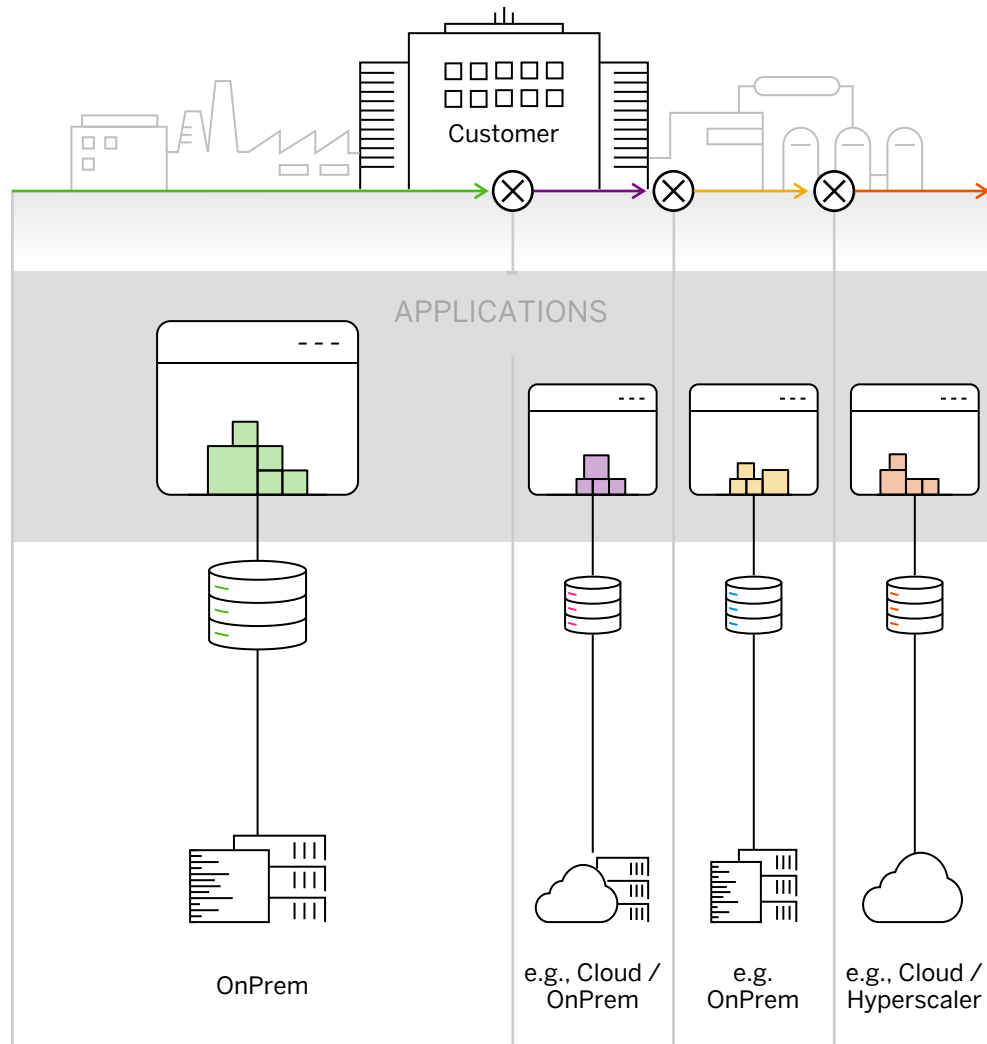 Customer
APPLICATIONS
OnPrem
e.g., Cloud /
OnPrem
e.g.
OnPrem
e.g., Cloud /
Hyperscaler